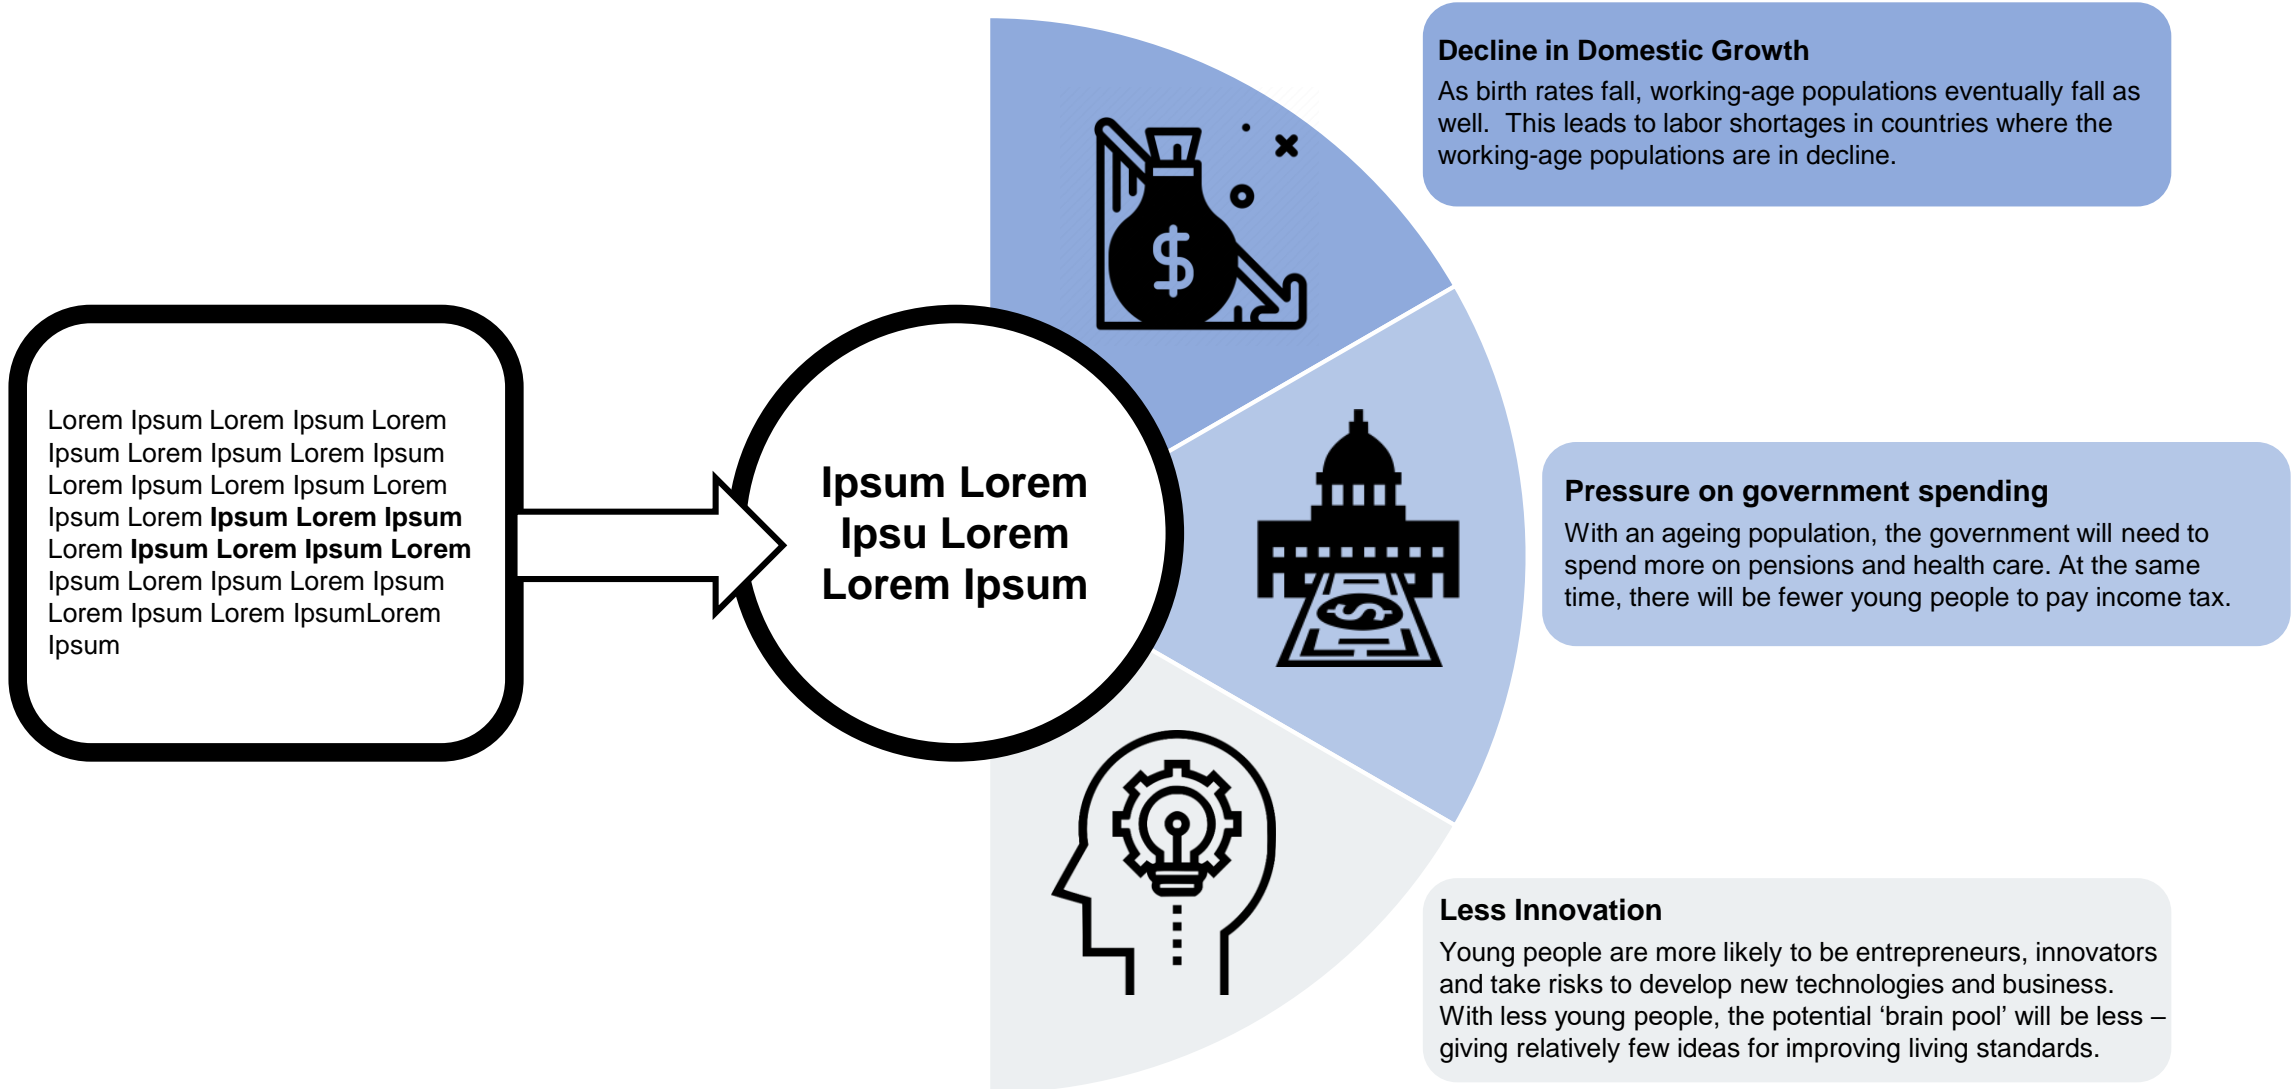 Lorem Ipsum Lorem Ipsum Lorem
Ipsum Lorem Ipsum Lorem Ipsum
Lorem Ipsum Lorem Ipsum Lorem
Ipsum Lorem Ipsum Lorem Ipsum
Lorem Ipsum Lorem Ipsum Lorem
Ipsum Lorem Ipsum Lorem Ipsum
Lorem Ipsum Lorem IpsumLorem
Ipsum
Ipsum Lorem
Ipsu Lorem
Lorem Ipsum
$
Decline in Domestic Growth
As birth rates fall, working-age populations eventually fall as
well.  This leads to labor shortages in countries where the
working-age populations are in decline.
$
Pressure on government spending
With an ageing population, the government will need to
spend more on pensions and health care. At the same
time, there will be fewer young people to pay income tax.
Less Innovation
Young people are more likely to be entrepreneurs, innovators
and take risks to develop new technologies and business.
With less young people, the potential ‘brain pool’ will be less –
giving relatively few ideas for improving living standards.